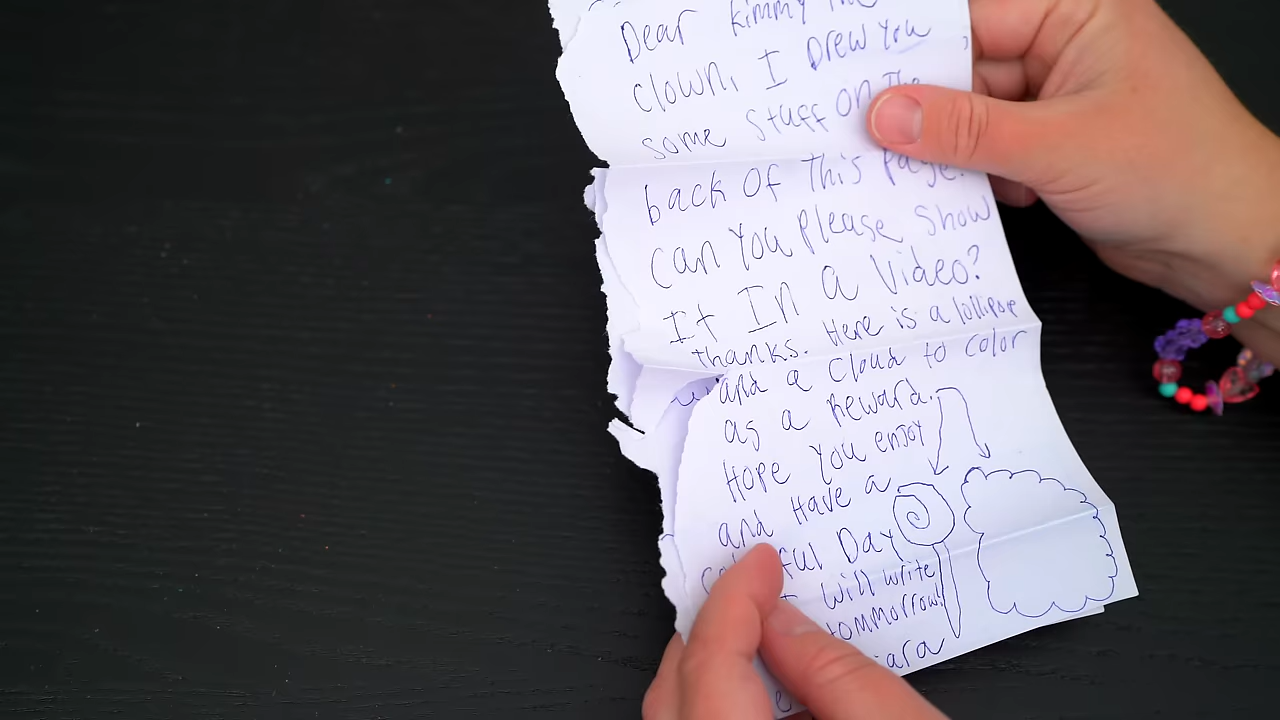 Dear Kimmy the
clown, I Drew You
some stuff on The
back of This page.
Can You please show
It In a Video?
thanks. Here is a lollipop
and a cloud to color
as a Reward.
Hope You enjoy
and Have a
ful Day
will write
tommorrow!